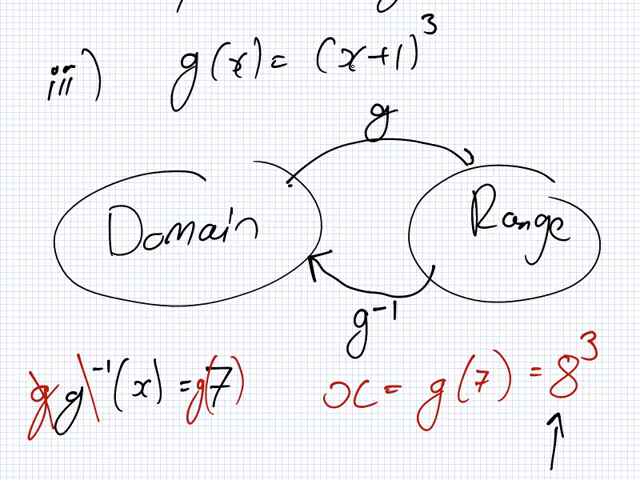 iii) g(x) = (x+1)³
g
Domain
Range
g⁻¹
g g⁻¹(x) = g(7)
x = g(7) = 8³